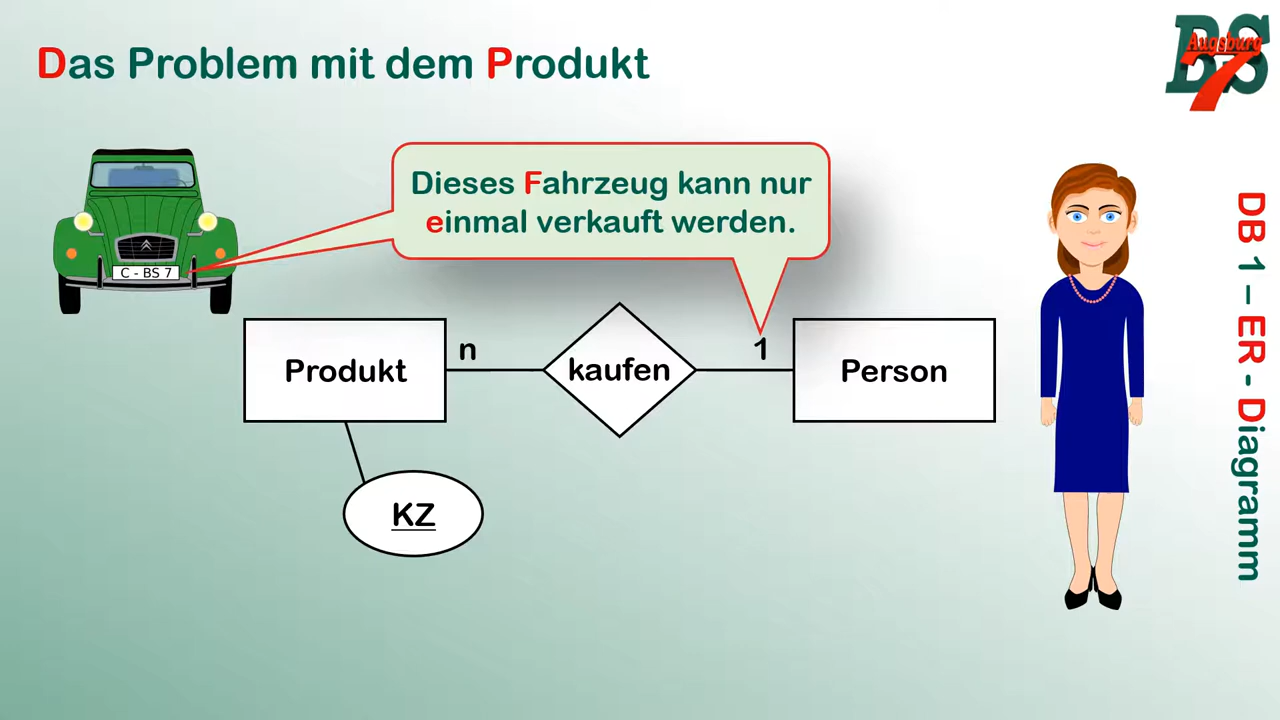 Das Problem mit dem Produkt
BS
Augsburg
7
Dieses Fahrzeug kann nur
einmal verkauft werden.
C - BS 7
Produkt
n
kaufen
1
Person
KZ
DB 1 – ER - Diagramm